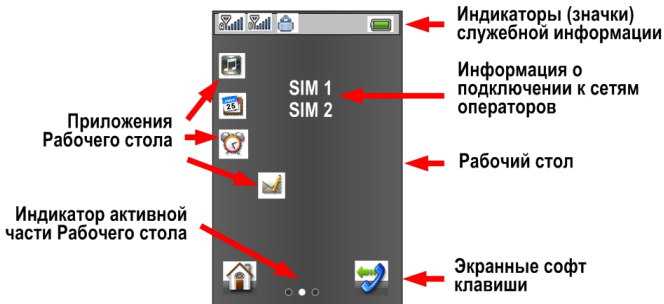 Индикаторы (значки)
служебной информации
SIM 1
SIM 2
Информация о
подключении к сетям
операторов
25
Приложения
Рабочего стола
Рабочий стол
Индикатор активной
части Рабочего стола
Экранные софт
клавиши